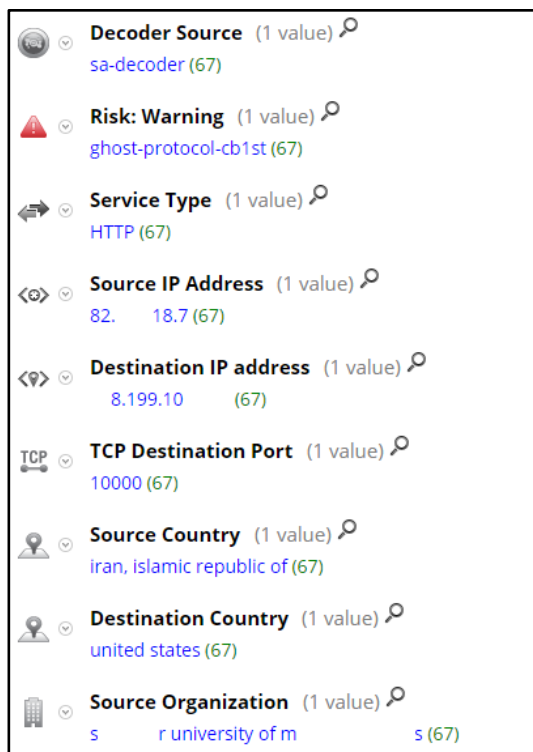 Decoder Source (1 value)
sa-decoder (67)
Risk: Warning (1 value)
ghost-protocol-cb1st (67)
Service Type (1 value)
HTTP (67)
Source IP Address (1 value)
82. 18.7 (67)
Destination IP address (1 value)
8.199.10 (67)
TCP
TCP Destination Port (1 value)
10000 (67)
Source Country (1 value)
iran, islamic republic of (67)
Destination Country (1 value)
united states (67)
Source Organization (1 value)
s r university of m s (67)